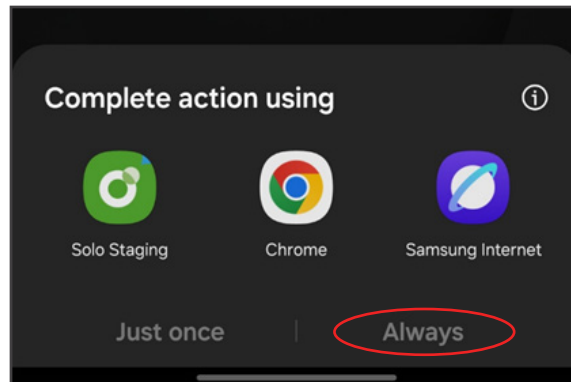 Complete action using
Solo Staging Chrome Samsung Internet
Just once Always